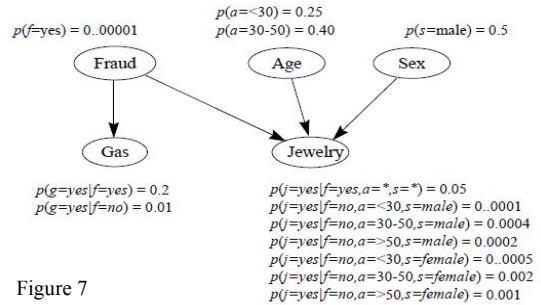 p(a=<30) = 0.25
p(f=yes) = 0..00001
p(a=30-50) = 0.40
p(s=male) = 0.5
Fraud
Age
Sex
Gas
Jewelry
p(g=yes|f=yes) = 0.2
p(g=yes|f=no) = 0.01
p(j=yes|f=yes,a=*,s=*) = 0.05
p(j=yes|f=no,a=<30,s=male) = 0..0001
p(j=yes|f=no,a=30-50,s=male) = 0.0004
p(j=yes|f=no,a=>50,s=male) = 0.0002
p(j=yes|f=no,a=<30,s=female) = 0..0005
p(j=yes|f=no,a=30-50,s=female) = 0.002
p(j=yes|f=no,a=>50,s=female) = 0.001
Figure 7